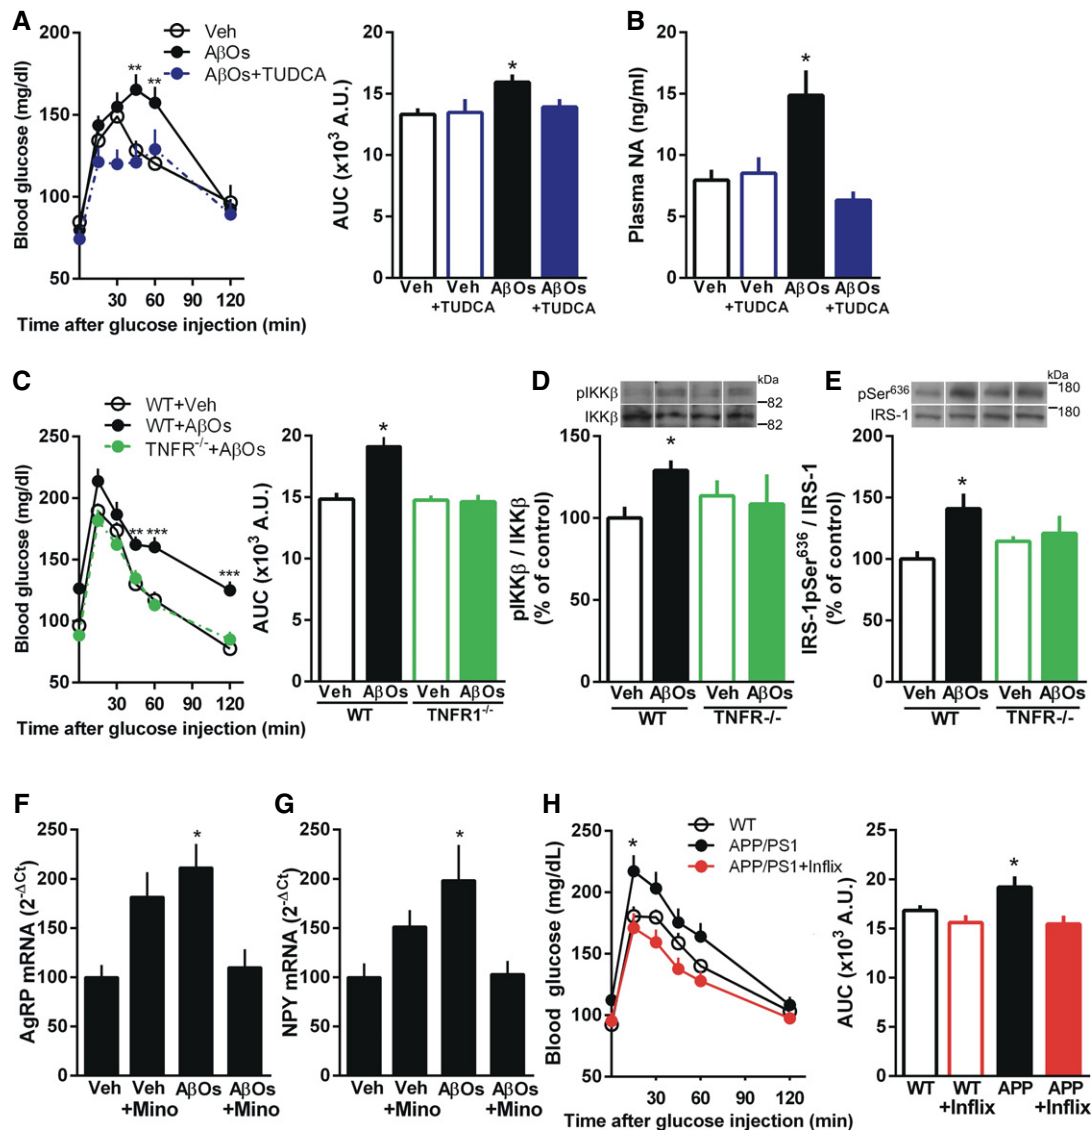 A
Veh
AβOs
AβOs+TUDCA
Blood glucose (mg/dl)
200
150
100
50
** **
30 60 90 120
Time after glucose injection (min)
AUC (x10³ A.U.)
20
15
10
5
0
*
Veh Veh AβOs AβOs
+TUDCA +TUDCA
B
Plasma NA (ng/ml)
20
15
10
5
0
*
Veh Veh AβOs AβOs
+TUDCA +TUDCA
C
WT+Veh
WT+AβOs
TNFR⁻/⁻+AβOs
Blood glucose (mg/dl)
250
200
150
100
50
** *** ***
30 60 90 120
Time after glucose injection (min)
AUC (x10³ A.U.)
20
15
10
5
0
*
Veh AβOs Veh AβOs
WT TNFR1⁻/⁻
D
kDa
pIKKβ
82
IKKβ
82
pIKKβ / IKKβ
(% of control)
150
100
50
0
*
Veh AβOs Veh AβOs
WT TNFR-/-
E
kDa
pSer⁶³⁶
180
IRS-1
180
IRS-1pSer⁶³⁶ / IRS-1
(% of control)
200
150
100
50
0
*
Veh AβOs Veh AβOs
WT TNFR-/-
F
AgRP mRNA (2^-ΔCt)
250
200
150
100
50
0
*
Veh Veh AβOs AβOs
+Mino +Mino
G
NPY mRNA (2^-ΔCt)
250
200
150
100
50
0
*
Veh Veh AβOs AβOs
+Mino +Mino
H
WT
APP/PS1
APP/PS1+Inflix
Blood glucose (mg/dL)
250
200
150
100
50
*
30 60 90 120
Time after glucose injection (min)
AUC (x10³ A.U.)
25
20
15
10
5
0
*
WT WT APP APP
+Inflix +Inflix